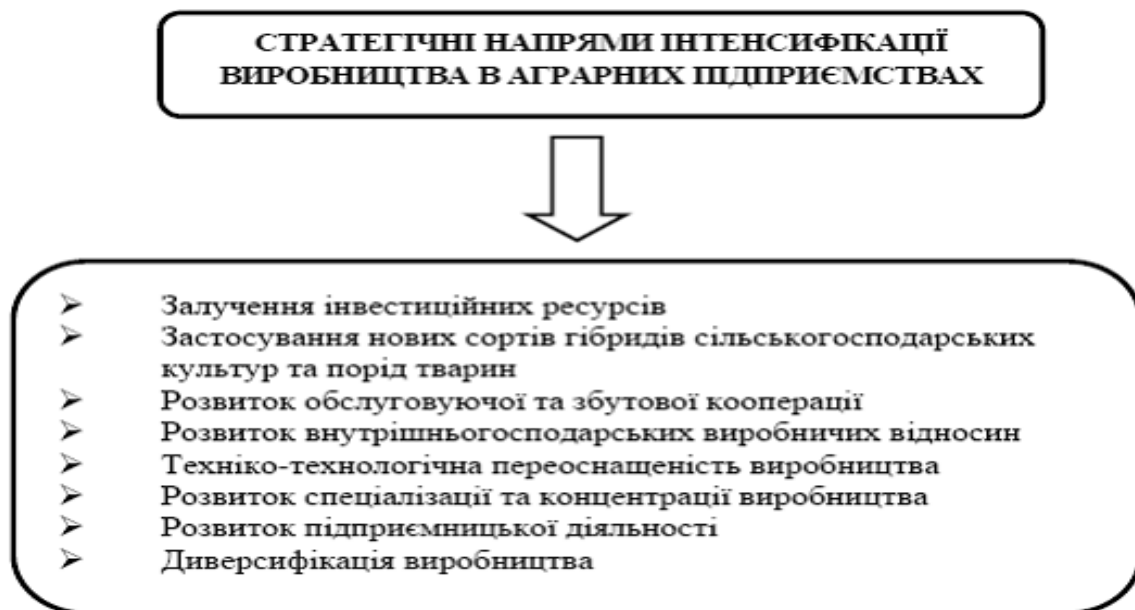 СТРАТЕГІЧНІ НАПРЯМИ ІНТЕНСИФІКАЦІЇ
ВИРОБНИЦТВА В АГРАРНИХ ПІДПРИЄМСТВАХ
➢ Залучення інвестиційних ресурсів
➢ Застосування нових сортів гібридів сільськогосподарських
культур та порід тварин
➢ Розвиток обслуговуючої та збутової кооперації
➢ Розвиток внутрішньогосподарських виробничих відносин
➢ Техніко-технологічна переоснащеність виробництва
➢ Розвиток спеціалізації та концентрації виробництва
➢ Розвиток підприємницької діяльності
➢ Диверсифікація виробництва